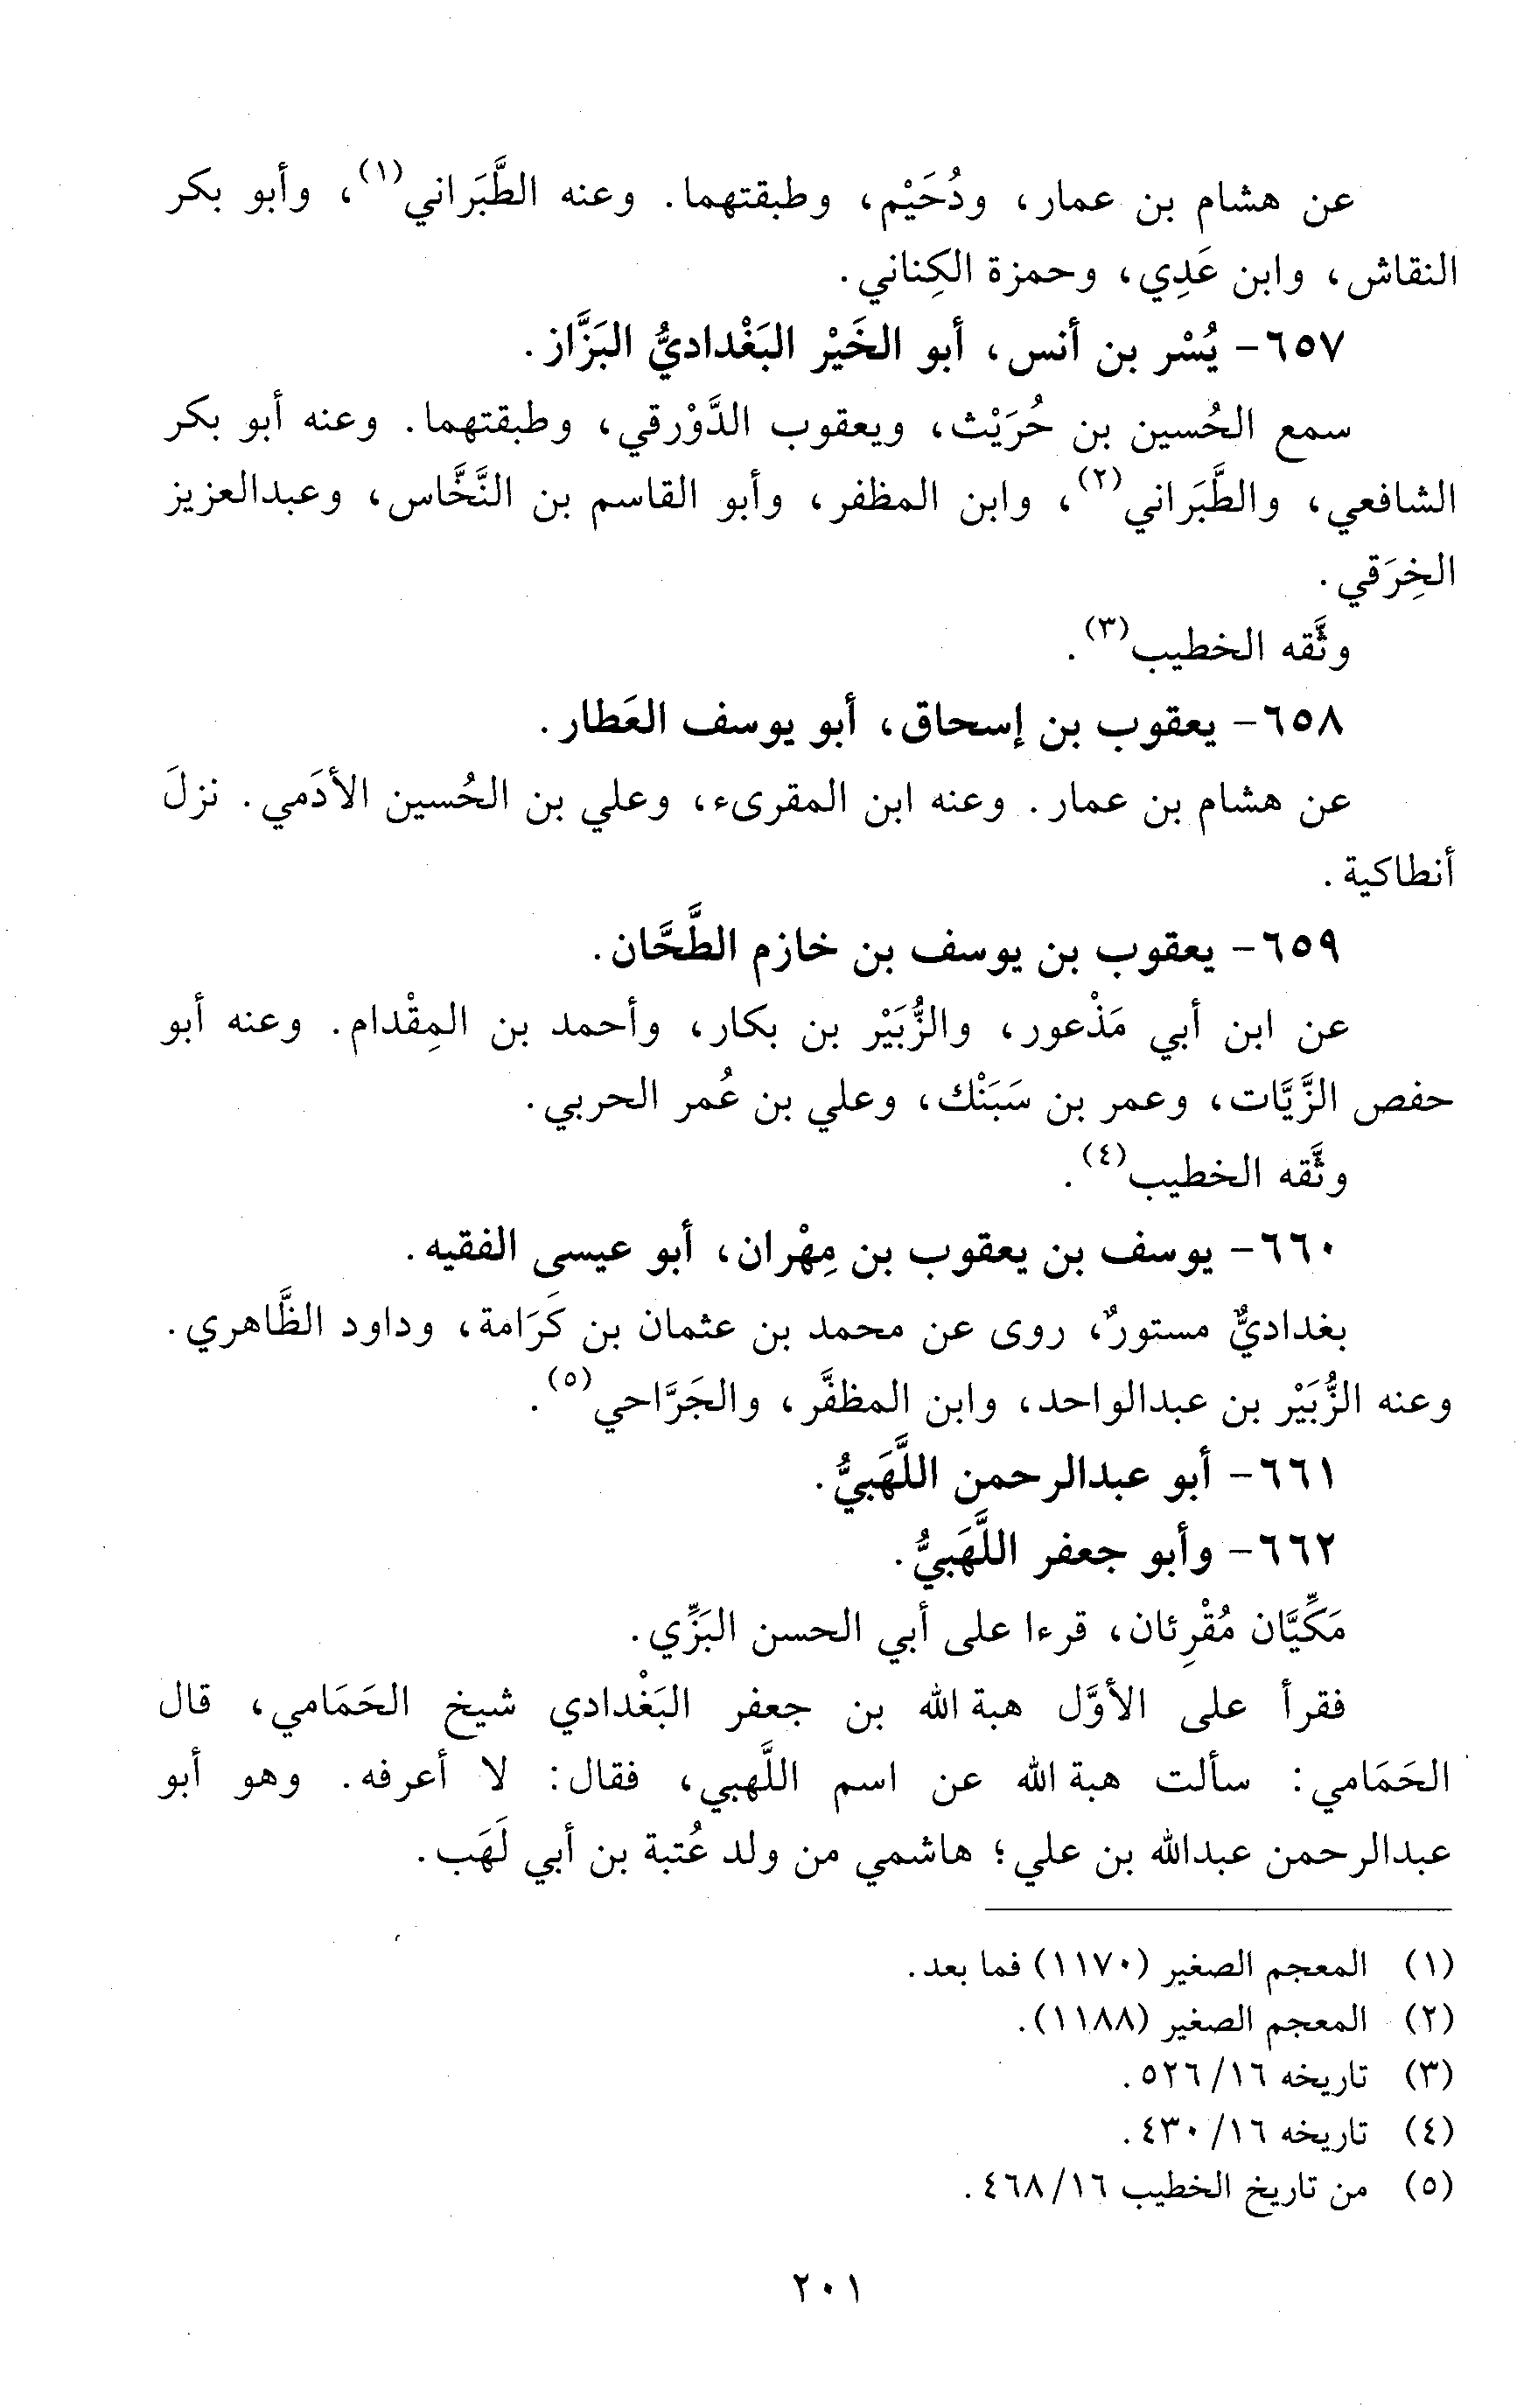 عن هشام بن عمار، ودُحَيْم، وطبقتهما. وعنه الطَّبَراني(١)، وأبو بكر
النقاش، وابن عَدِي، وحمزة الكِناني.
٦٥٧- يُسْر بن أنس، أبو الخَيْر البَغْداديُّ البَزَّاز.
سمع الحُسين بن حُرَيْث، ويعقوب الدَّوْرقي، وطبقتهما. وعنه أبو بكر
الشافعي، والطَّبَراني(٢)، وابن المظفر، وأبو القاسم بن النَّخَّاس، وعبدالعزيز
الخِرَقي.
وثَّقه الخطيب(٣).
٦٥٨- يعقوب بن إسحاق، أبو يوسف العَطار.
عن هشام بن عمار. وعنه ابن المقرىء، وعلي بن الحُسين الأدَمي. نزلَ
أنطاكية.
٦٥٩- يعقوب بن يوسف بن خازم الطَّحَّان.
عن ابن أبي مَذْعور، والزُّبَيْر بن بكار، وأحمد بن المِقْدام. وعنه أبو
حفص الزَّيَّات، وعمر بن سَبَنْك، وعلي بن عُمر الحربي.
وثَّقه الخطيب(٤).
٦٦٠- يوسف بن يعقوب بن مِهْران، أبو عيسى الفقيه.
بغداديٌّ مستورٌ، روى عن محمد بن عثمان بن كَرَامة، وداود الظَّاهري.
وعنه الزُّبَيْر بن عبدالواحد، وابن المظفَّر، والجَرَّاحي(٥).
٦٦١- أبو عبدالرحمن اللَّهَبيُّ.
٦٦٢- وأبو جعفر اللَّهَبيُّ.
مَكِّيَّان مُقْرِئان، قرءا على أبي الحسن البَزِّي.
فقرأ على الأوَّل هبة الله بن جعفر البَغْدادي شيخ الحَمَامي، قال
الحَمَامي: سألت هبة الله عن اسم اللَّهبي، فقال: لا أعرفه. وهو أبو
عبدالرحمن عبدالله بن علي؛ هاشمي من ولد عُتبة بن أبي لَهَب.
(١) المعجم الصغير (١١٧٠) فما بعد.
(٢) المعجم الصغير (١١٨٨).
(٣) تاريخه ١٦/ ٥٢٦.
(٤) تاريخه ١٦/ ٤٣٠.
(٥) من تاريخ الخطيب ١٦/ ٤٦٨.
٢٠١